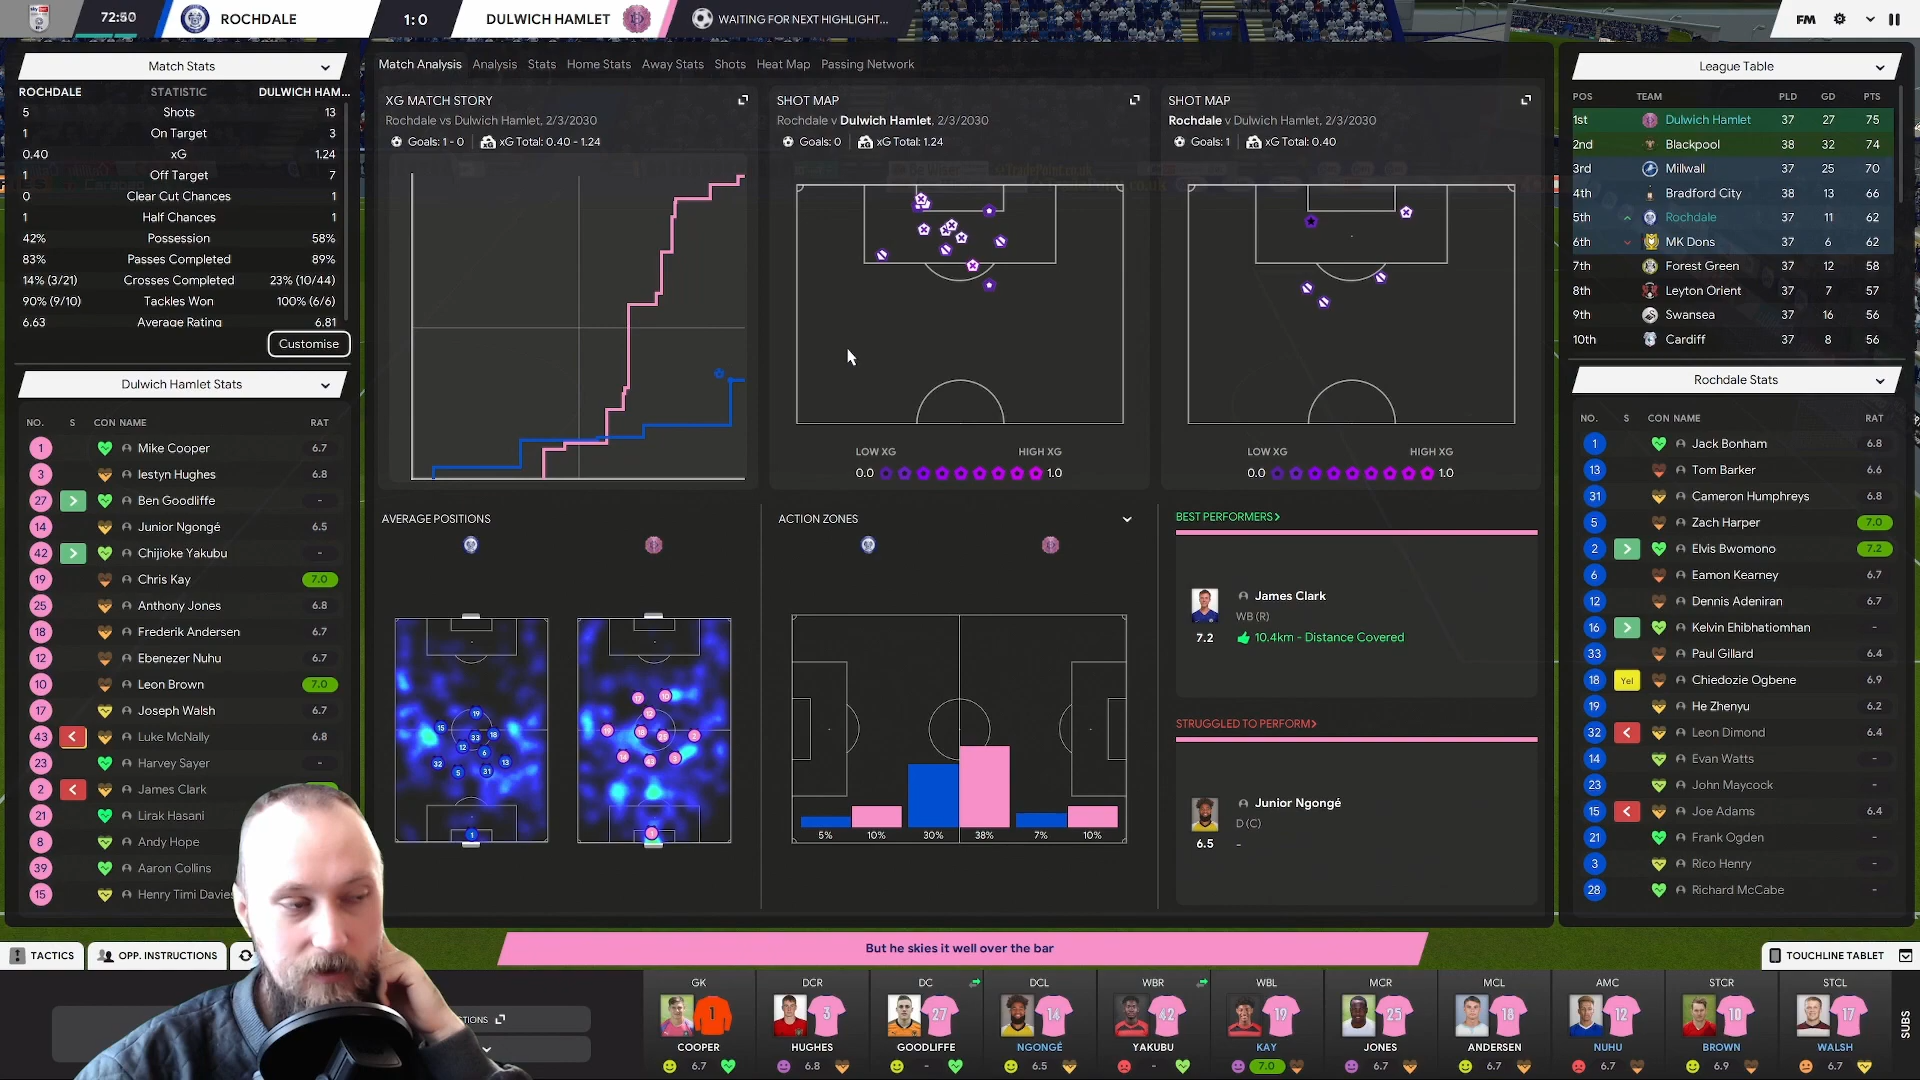 72:50
ROCHDALE
1:0
DULWICH HAMLET
WAITING FOR NEXT HIGHLIGHT...
FM
Match Stats
ROCHDALE STATISTIC DULWICH HAM...
5 Shots 13
1 On Target 3
0.40 xG 1.24
1 Off Target 7
0 Clear Cut Chances 1
1 Half Chances 1
42% Possession 58%
83% Passes Completed 89%
14% (3/21) Crosses Completed 23% (10/44)
90% (9/10) Tackles Won 100% (6/6)
6.63 Average Rating 6.81
Customise
Dulwich Hamlet Stats
NO. S CON NAME RAT
1 Mike Cooper 6.7
3 Iestyn Hughes 6.8
27 Ben Goodliffe -
14 Junior Ngongé 6.5
42 Chijioke Yakubu -
19 Chris Kay 7.0
25 Anthony Jones 6.8
18 Frederik Andersen 6.7
12 Ebenezer Nuhu 6.7
10 Leon Brown 7.0
17 Joseph Walsh 6.7
43 Luke McNally 6.8
23 Harvey Sayer -
2 James Clark
21 Lirak Hasani -
8 Andy Hope -
39 Aaron Collins -
15 Henry Timi Davies
Match Analysis Analysis Stats Home Stats Away Stats Shots Heat Map Passing Network
XG MATCH STORY
Rochdale vs Dulwich Hamlet, 2/3/2030
Goals: 1 - 0 xG Total: 0.40 - 1.24
SHOT MAP
Rochdale v Dulwich Hamlet, 2/3/2030
Goals: 0 xG Total: 1.24
LOW XG HIGH XG
0.0 1.0
SHOT MAP
Rochdale v Dulwich Hamlet, 2/3/2030
Goals: 1 xG Total: 0.40
LOW XG HIGH XG
0.0 1.0
AVERAGE POSITIONS
ACTION ZONES
5% 10% 30% 38% 7% 10%
BEST PERFORMERS>
James Clark
WB (R)
7.2 10.4km - Distance Covered
STRUGGLED TO PERFORM>
Junior Ngongé
D (C)
6.5 -
League Table
POS TEAM PLD GD PTS
1st Dulwich Hamlet 37 27 75
2nd Blackpool 38 32 74
3rd Millwall 37 25 70
4th Bradford City 38 13 66
5th Rochdale 37 11 62
6th MK Dons 37 6 62
7th Forest Green 37 12 58
8th Leyton Orient 37 7 57
9th Swansea 37 16 56
10th Cardiff 37 8 56
Rochdale Stats
NO. S CON NAME RAT
1 Jack Bonham 6.8
13 Tom Barker 6.6
31 Cameron Humphreys 6.8
5 Zach Harper 7.0
2 Elvis Bwomono 7.2
6 Eamon Kearney 6.7
12 Dennis Adeniran 6.7
16 Kelvin Ehibhatiomhan -
33 Paul Gillard 6.4
18 Yel Chiedozie Ogbene 6.9
19 He Zhenyu 6.2
32 Leon Dimond 6.4
14 Evan Watts -
23 John Maycock -
15 Joe Adams 6.4
21 Frank Ogden -
3 Rico Henry -
28 Richard McCabe -
TACTICS
OPP. INSTRUCTIONS
But he skies it well over the bar
TOUCHLINE TABLET
GK DCR DC DCL WBR WBL MCR MCL AMC STCR STCL
1 3 27 14 42 19 25 18 12 10 17
COOPER HUGHES GOODLIFFE NGONGÉ YAKUBU KAY JONES ANDERSEN NUHU BROWN WALSH
6.7 6.8 - 6.5 - 7.0 6.7 6.7 6.7 6.9 6.7
SUBS